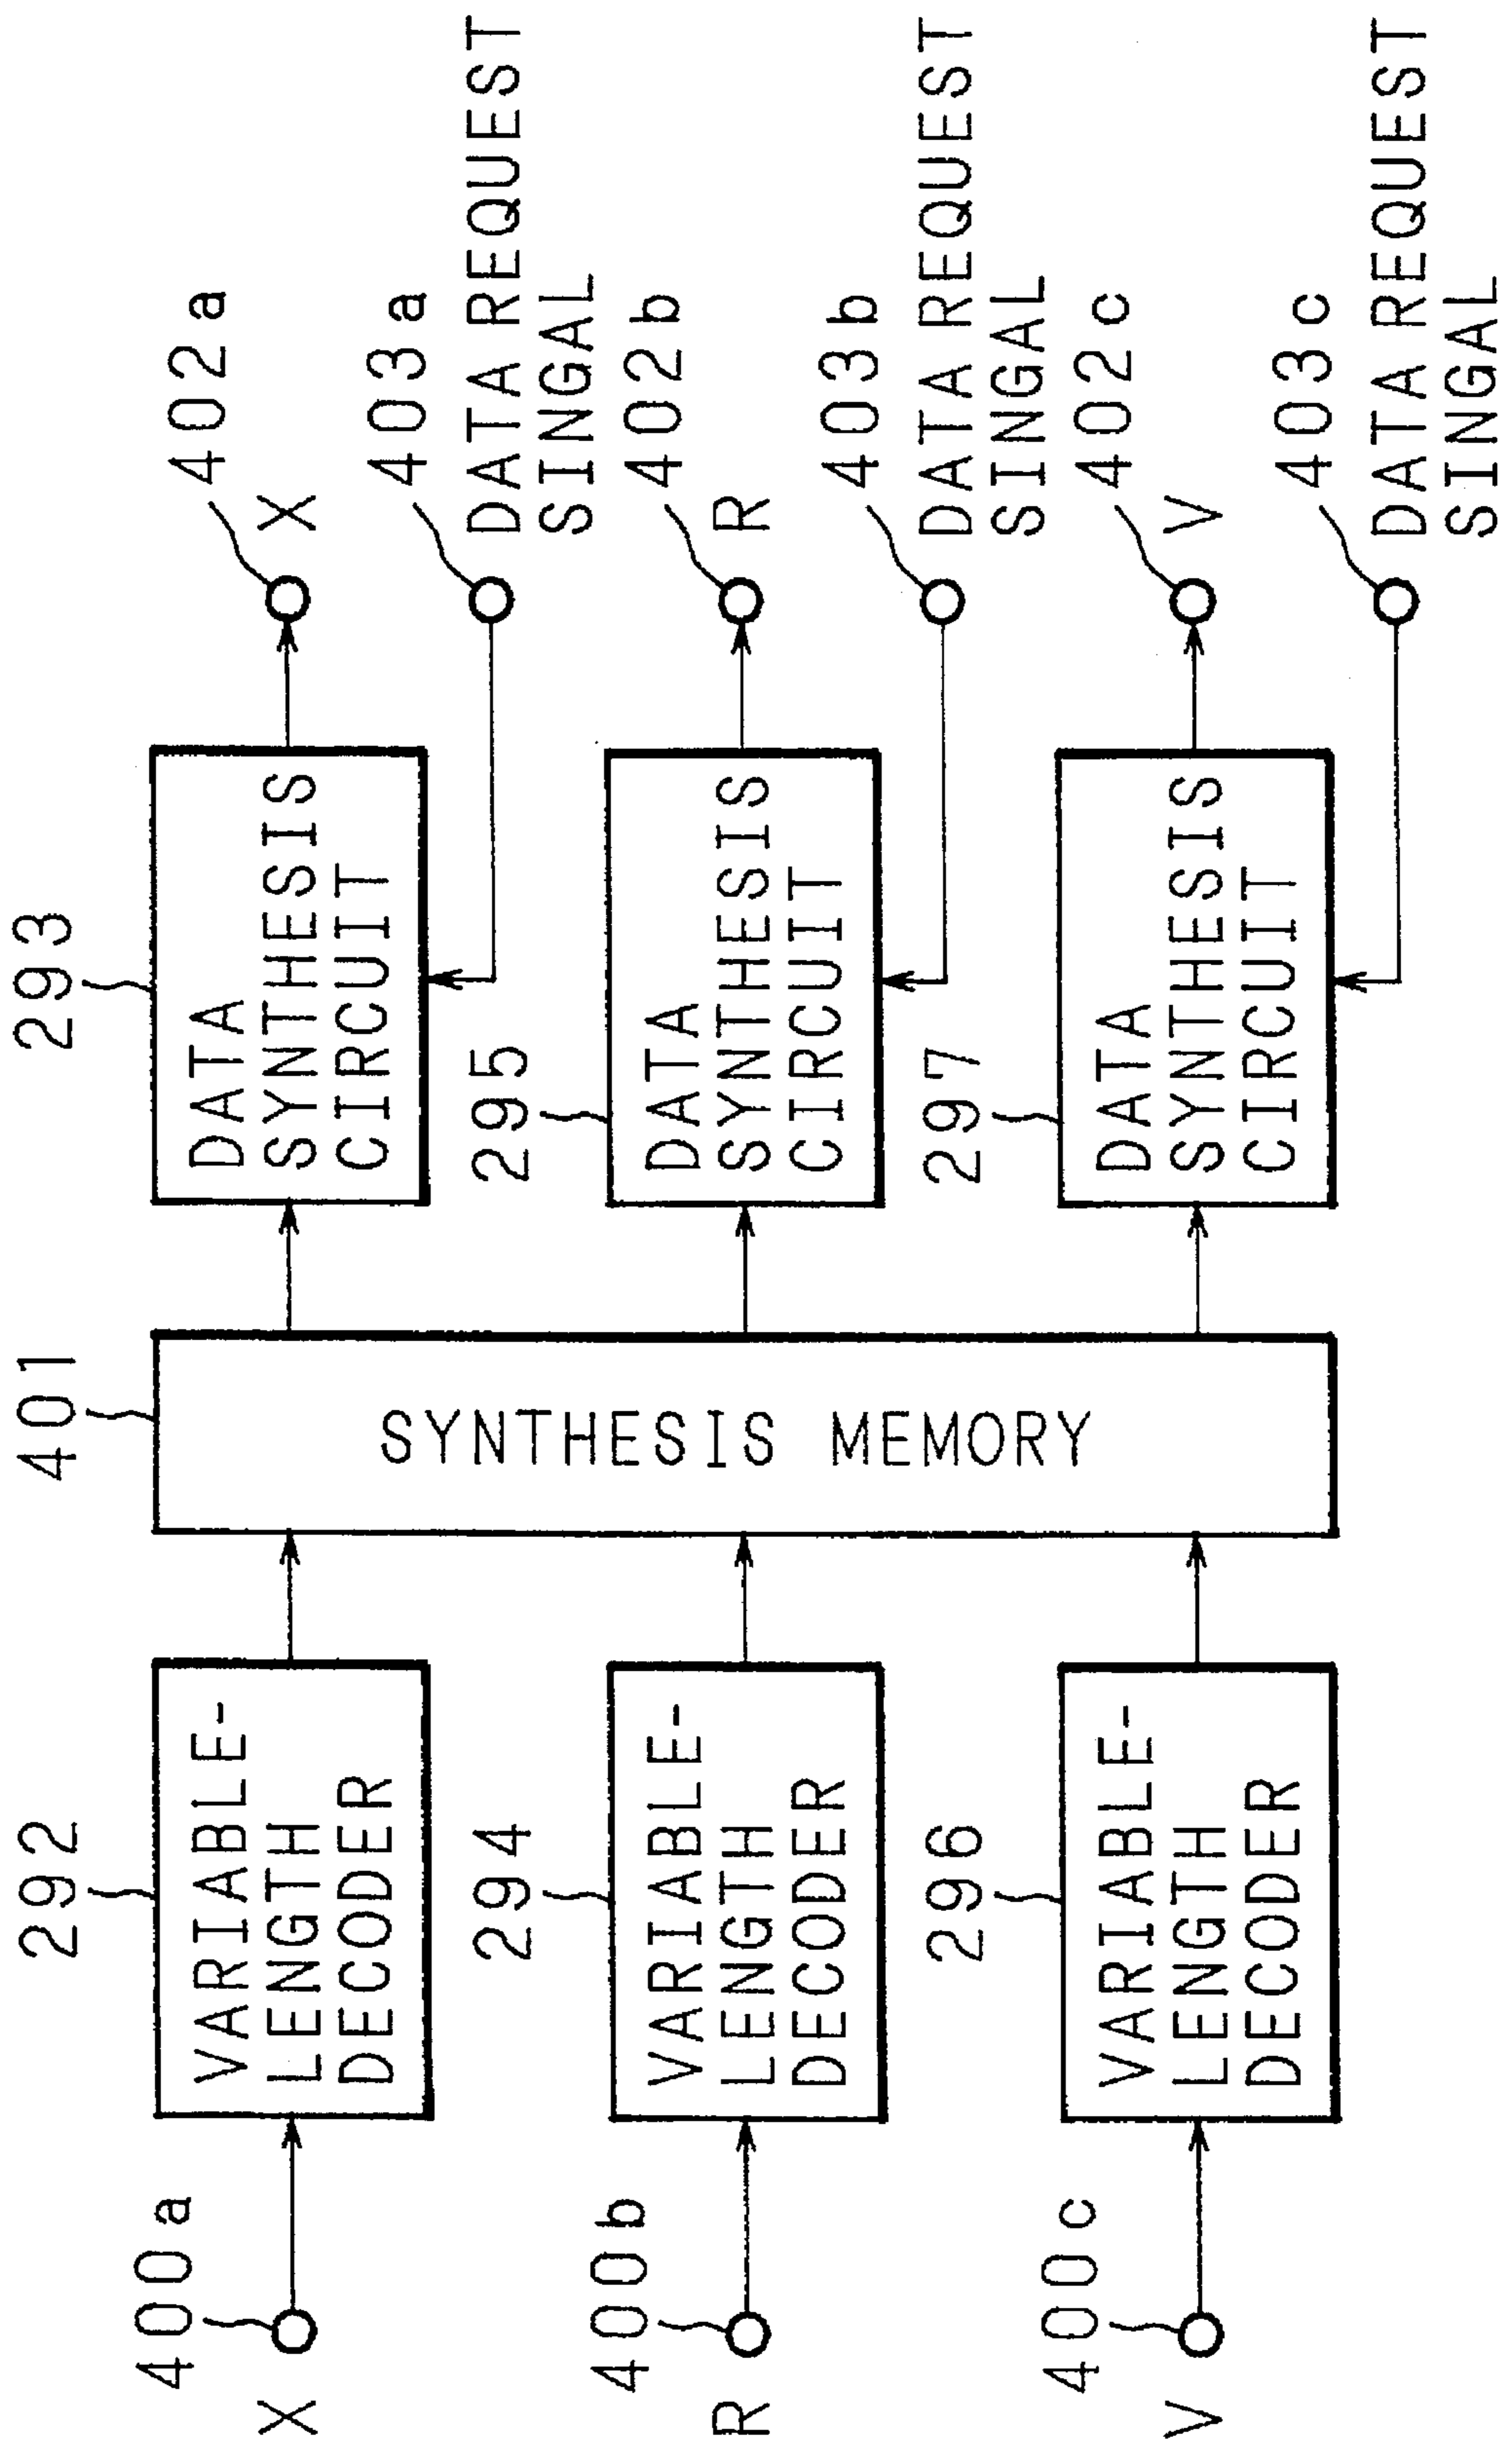 292
401
293
400a
402a
X
VARIABLE-
LENGTH
DECODER
SYNTHESIS MEMORY
DATA
SYNTHESIS
CIRCUIT
X
403a
DATA REQUEST
SINGAL
294
295
400b
402b
R
VARIABLE-
LENGTH
DECODER
DATA
SYNTHESIS
CIRCUIT
R
403b
DATA REQUEST
SINGAL
296
297
400c
402c
V
VARIABLE-
LENGTH
DECODER
DATA
SYNTHESIS
CIRCUIT
V
403c
DATA REQUEST
SINGAL